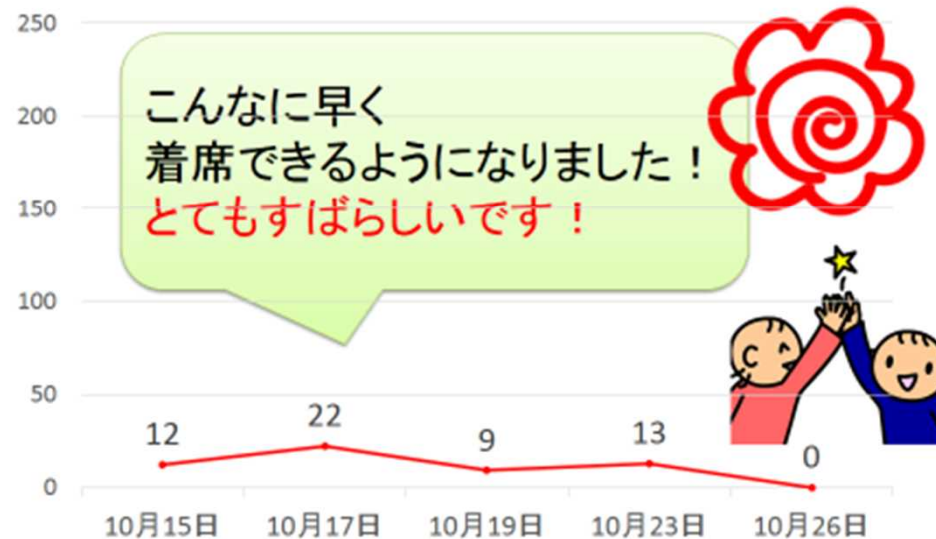 250
200
150
100
50
0
こんなに早く
着席できるようになりました！
とてもすばらしいです！
12
22
9
13
0
10月15日
10月17日
10月19日
10月23日
10月26日